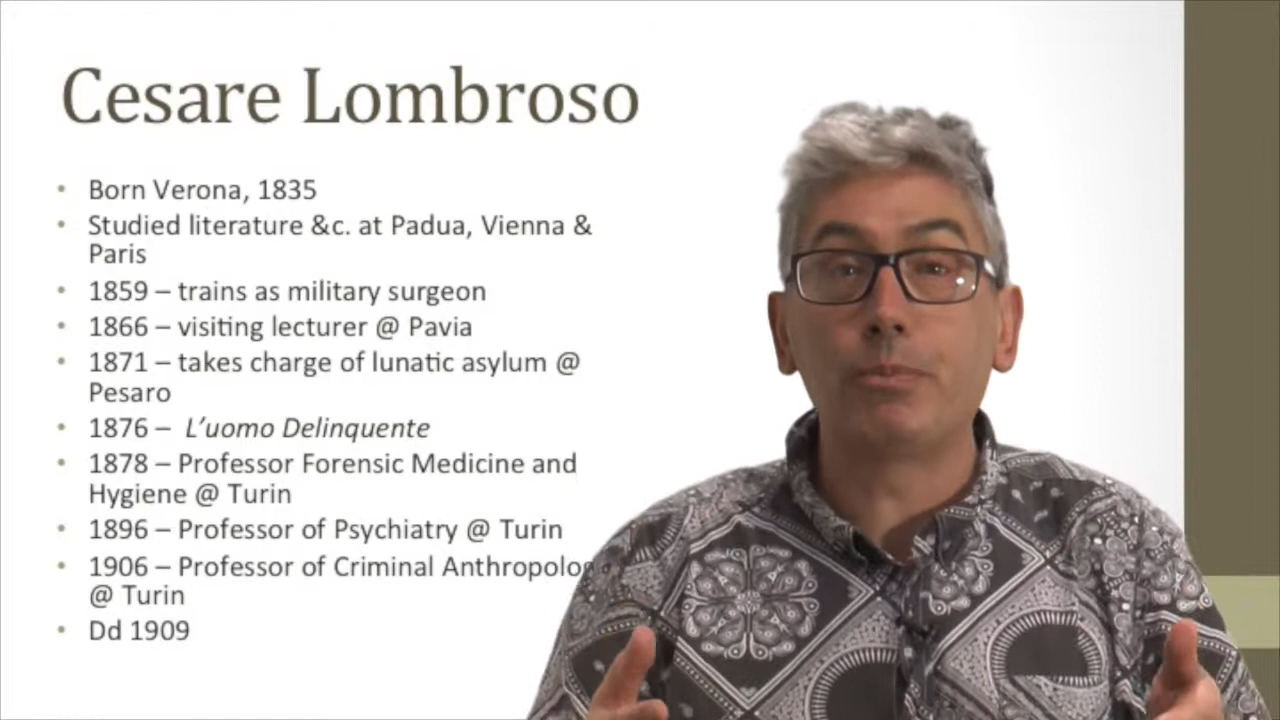 Cesare Lombroso
• Born Verona, 1835
• Studied literature &c. at Padua, Vienna &
Paris
• 1859 – trains as military surgeon
• 1866 – visiting lecturer @ Pavia
• 1871 – takes charge of lunatic asylum @
Pesaro
• 1876 – L’uomo Delinquente
• 1878 – Professor Forensic Medicine and
Hygiene @ Turin
• 1896 – Professor of Psychiatry @ Turin
• 1906 – Professor of Criminal Anthropolog
@ Turin
• Dd 1909